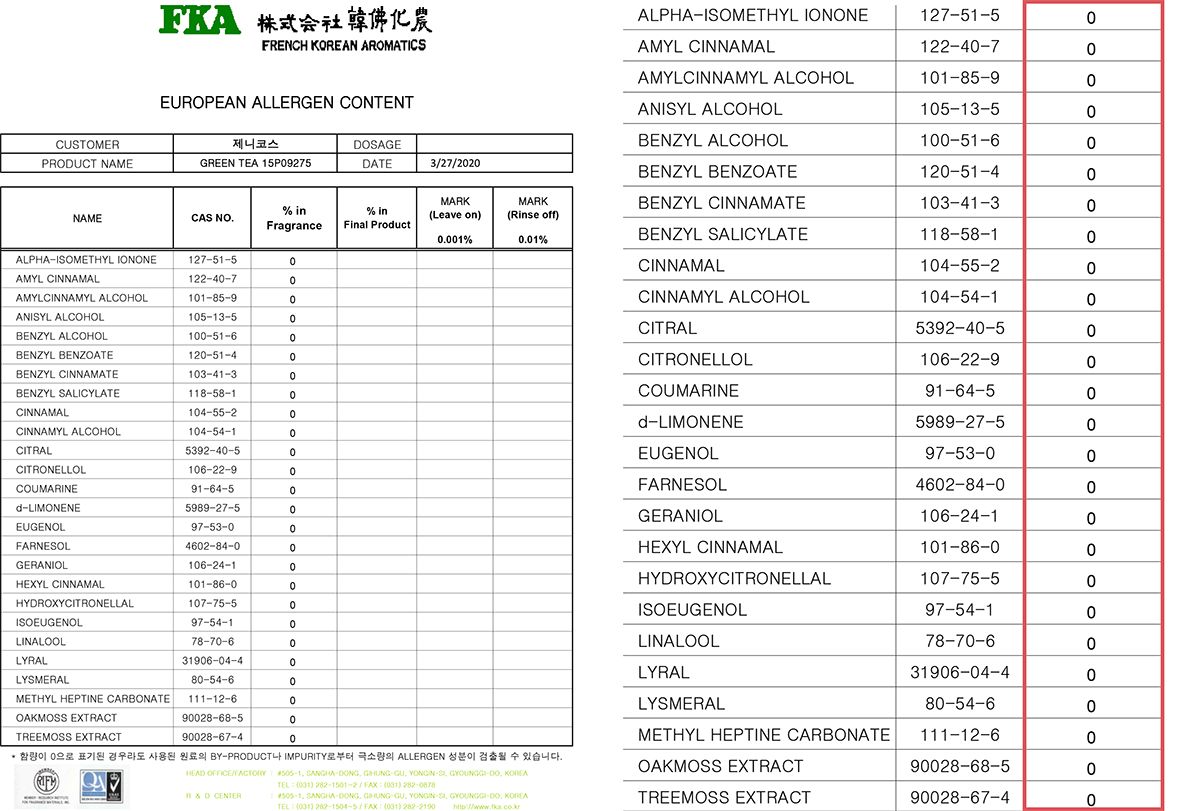 FKA 株式会社 韓佛化農
FRENCH KOREAN AROMATICS
EUROPEAN ALLERGEN CONTENT
CUSTOMER 제니코스 DOSAGE
PRODUCT NAME GREEN TEA 15P09275 DATE 3/27/2020
NAME CAS NO. % in Fragrance % in Final Product MARK (Leave on) 0.001% MARK (Rinse off) 0.01%
ALPHA-ISOMETHYL IONONE 127-51-5 0
AMYL CINNAMAL 122-40-7 0
AMYLCINNAMYL ALCOHOL 101-85-9 0
ANISYL ALCOHOL 105-13-5 0
BENZYL ALCOHOL 100-51-6 0
BENZYL BENZOATE 120-51-4 0
BENZYL CINNAMATE 103-41-3 0
BENZYL SALICYLATE 118-58-1 0
CINNAMAL 104-55-2 0
CINNAMYL ALCOHOL 104-54-1 0
CITRAL 5392-40-5 0
CITRONELLOL 106-22-9 0
COUMARINE 91-64-5 0
d-LIMONENE 5989-27-5 0
EUGENOL 97-53-0 0
FARNESOL 4602-84-0 0
GERANIOL 106-24-1 0
HEXYL CINNAMAL 101-86-0 0
HYDROXYCITRONELLAL 107-75-5 0
ISOEUGENOL 97-54-1 0
LINALOOL 78-70-6 0
LYRAL 31906-04-4 0
LYSMERAL 80-54-6 0
METHYL HEPTINE CARBONATE 111-12-6 0
OAKMOSS EXTRACT 90028-68-5 0
TREEMOSS EXTRACT 90028-67-4 0
* 함량이 0으로 표기된 경우라도 사용된 원료의 BY-PRODUCT나 IMPURITY로부터 극소량의 ALLERGEN 성분이 검출될 수 있습니다.
HEAD OFFICE/FACTORY : #505-1, SANGHA-DONG, GIHUNG-GU, YONGIN-SI, GYOUNGGI-DO, KOREA
TEL : (031) 282-1501~2 / FAX : (031) 282-0878
R & D CENTER : #505-1, SANGHA-DONG, GIHUNG-GU, YONGIN-SI, GYOUNGGI-DO, KOREA
TEL : (031) 282-1504~5 / FAX : (031) 282-2190 http://www.fka.co.kr
ALPHA-ISOMETHYL IONONE 127-51-5 0
AMYL CINNAMAL 122-40-7 0
AMYLCINNAMYL ALCOHOL 101-85-9 0
ANISYL ALCOHOL 105-13-5 0
BENZYL ALCOHOL 100-51-6 0
BENZYL BENZOATE 120-51-4 0
BENZYL CINNAMATE 103-41-3 0
BENZYL SALICYLATE 118-58-1 0
CINNAMAL 104-55-2 0
CINNAMYL ALCOHOL 104-54-1 0
CITRAL 5392-40-5 0
CITRONELLOL 106-22-9 0
COUMARINE 91-64-5 0
d-LIMONENE 5989-27-5 0
EUGENOL 97-53-0 0
FARNESOL 4602-84-0 0
GERANIOL 106-24-1 0
HEXYL CINNAMAL 101-86-0 0
HYDROXYCITRONELLAL 107-75-5 0
ISOEUGENOL 97-54-1 0
LINALOOL 78-70-6 0
LYRAL 31906-04-4 0
LYSMERAL 80-54-6 0
METHYL HEPTINE CARBONATE 111-12-6 0
OAKMOSS EXTRACT 90028-68-5 0
TREEMOSS EXTRACT 90028-67-4 0